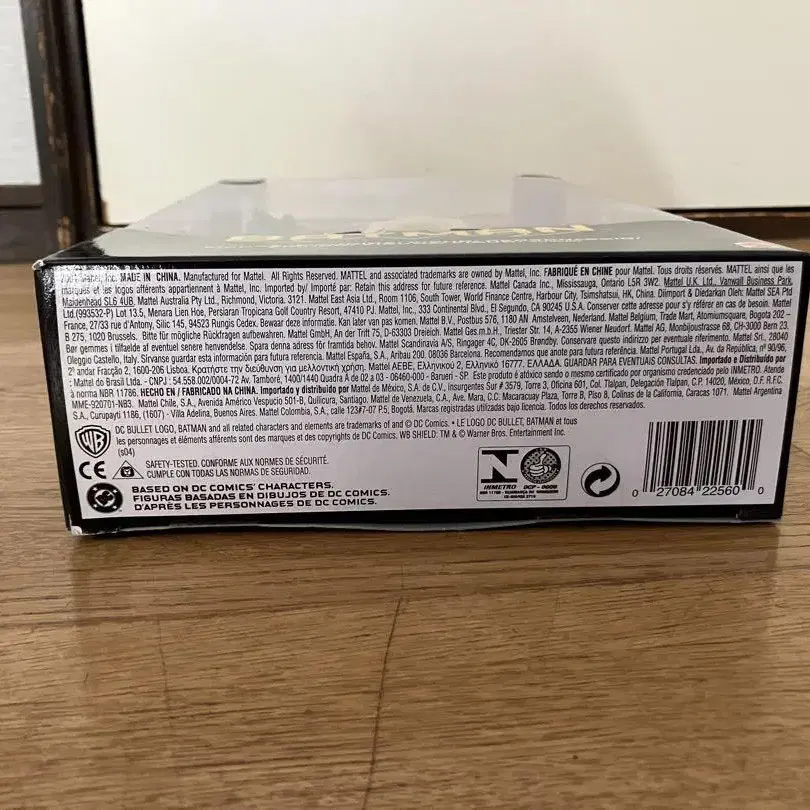 BATMAN
Mattel, Inc. MADE IN CHINA. Manufactured for Mattel. All Rights Reserved. MATTEL and associated trademarks are owned by Mattel, Inc. FABRIQUÉ EN CHINE pour Mattel. Tous droits réservés. MATTEL ainsi que les
marques et les logos afférents appartiennent à Mattel, Inc. Imported by/ Importé par: Retain this address for future reference. Mattel Canada Inc., Mississauga, Ontario L5R 3W2. Mattel U.K. Ltd., Vanwall Business Park,
Maidenhead SL6 4UB. Mattel Australia Pty Ltd., Richmond, Victoria. 3121. Mattel East Asia Ltd., Room 1106, South Tower, World Finance Centre, Harbour City, Tsimshatsui, HK, China. Diimport & Diedarkan Oleh: Mattel SEA Ptd
Ltd.(993532-P) Lot 13.5, Menara Lien Hoe, Persiaran Tropicana Golf Country Resort, 47410 PJ. Mattel, Inc., 333 Continental Blvd., El Segundo, CA 90245 U.S.A. Conserver cette adresse pour s'y référer en cas de besoin. Mattel
France, 27/33 rue d'Antony, Silic 145, 94523 Rungis Cedex. Bewaar deze informatie. Kan later van pas komen. Mattel B.V., Postbus 576, 1180 AN Amstelveen, Nederland. Mattel Belgium, Trade Mart, Atomiumsquare, Bogota 202 -
B 275, 1020 Brussels. Bitte für mögliche Rückfragen aufbewahren. Mattel GmbH, An der Trift 75, D-63303 Dreieich. Mattel Ges.m.b.H., Triester Str. 14, A-2355 Wiener Neudorf. Mattel AG, Monbijoustrasse 68, CH-3000 Bern 23.
Bør gemmes i tilfælde af eventuel senere henvendelse. Spara denna adress för framtida behov. Mattel Scandinavia A/S, Ringager 4C, DK-2605 Brøndby. Conservare questo indirizzo per eventuale riferimento. Mattel Srl., 28040
Oleggio Castello, Italy. Sírvanse guardar esta información para futura referencia. Mattel España, S.A., Aribau 200. 08036 Barcelona. Recomendamos que anote para futura referência. Mattel Portugal Lda., Av. da República, nº 90/96,
2º andar Fracção 2, 1600-206 Lisboa. Κρατήστε την διεύθυνση για μελλοντική χρήση. Mattel AEBE, Ελληνικού 2, Ελληνικό 16777, ΕΛΛΑΔΑ. GUARDAR PARA EVENTUAIS CONSULTAS. Importado e Distribuido por
: Mattel do Brasil Ltda. - CNPJ : 54.558.002/0004-72 Av. Tamboré, 1400/1440 Quadra A de 02 a 03 - 06460-000 - Barueri - SP. Este produto é atóxico sendo o mesmo certificado por organismo credenciado pelo INMETRO. Atende
à norma NBR 11786. HECHO EN / FABRICADO NA CHINA. Importado y distribuido por Mattel de México, S.A. de C.V., Insurgentes Sur # 3579, Torre 3, Oficina 601, Col. Tlalpan, Delegación Tlalpan, C.P. 14020, México, D.F. R.F.C.
MME-920701-NB3. Mattel Chile, S.A., Avenida Américo Vespucio 501-B, Quilicura, Santiago. Mattel de Venezuela, C.A., Ave. Mara, C.C. Macaracuay Plaza, Torre B, Piso 8, Colinas de la California, Caracas 1071. Mattel Argentina
S.A., Curupayti 1186, (1607) - Villa Adelina, Buenos Aires. Mattel Colombia, S.A., calle 123#7-07 P.5, Bogotá. Marcas registradas utilizadas bajo licencia. Todos los derechos reservados.
DC BULLET LOGO, BATMAN and all related characters and elements are trademarks of and © DC Comics. • LE LOGO DC BULLET, BATMAN et tous
les personnages et éléments afférents sont des marques et des copyrights de DC Comics. WB SHIELD: TM & © Warner Bros. Entertainment Inc.
(s04)
WB
CE
SAFETY-TESTED. CONFORME AUX NORMES DE SÉCURITÉ.
CUMPLE CON TODAS LAS NORMAS DE SEGURIDAD.
DC
BASED ON DC COMICS' CHARACTERS.
FIGURAS BASADAS EN DIBUJOS DE DC COMICS.
D'APRÈS LES PERSONNAGES DE DC COMICS.
N
INMETRO
OCP - 0009
0 27084 22560 0